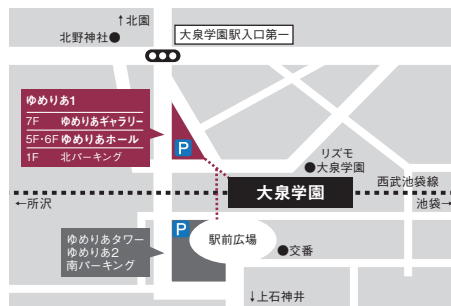 ↑北園
北野神社●
大泉学園駅入口第一
ゆめりあ1
7F ゆめりあギャラリー
5F・6F ゆめりあホール
1F 北パーキング
P
リズモ
●大泉学園
西武池袋線
←所沢
大泉学園
池袋→
P
ゆめりあタワー
ゆめりあ2
南パーキング
駅前広場
●交番
↓上石神井